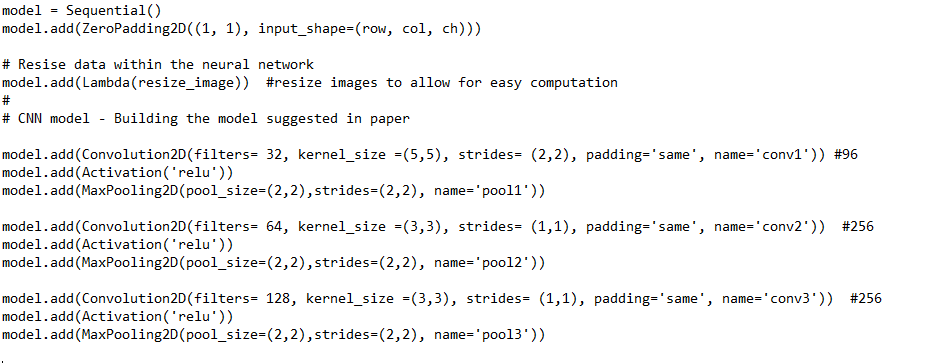 model = Sequential()
model.add(ZeroPadding2D((1, 1), input_shape=(row, col, ch)))
# Resise data within the neural network
model.add(Lambda(resize_image))  #resize images to allow for easy computation
#
# CNN model - Building the model suggested in paper
model.add(Convolution2D(filters= 32, kernel_size =(5,5), strides= (2,2), padding='same', name='conv1')) #96
model.add(Activation('relu'))
model.add(MaxPooling2D(pool_size=(2,2),strides=(2,2), name='pool1'))
model.add(Convolution2D(filters= 64, kernel_size =(3,3), strides= (1,1), padding='same', name='conv2'))  #256
model.add(Activation('relu'))
model.add(MaxPooling2D(pool_size=(2,2),strides=(2,2), name='pool2'))
model.add(Convolution2D(filters= 128, kernel_size =(3,3), strides= (1,1), padding='same', name='conv3'))  #256
model.add(Activation('relu'))
model.add(MaxPooling2D(pool_size=(2,2),strides=(2,2), name='pool3'))